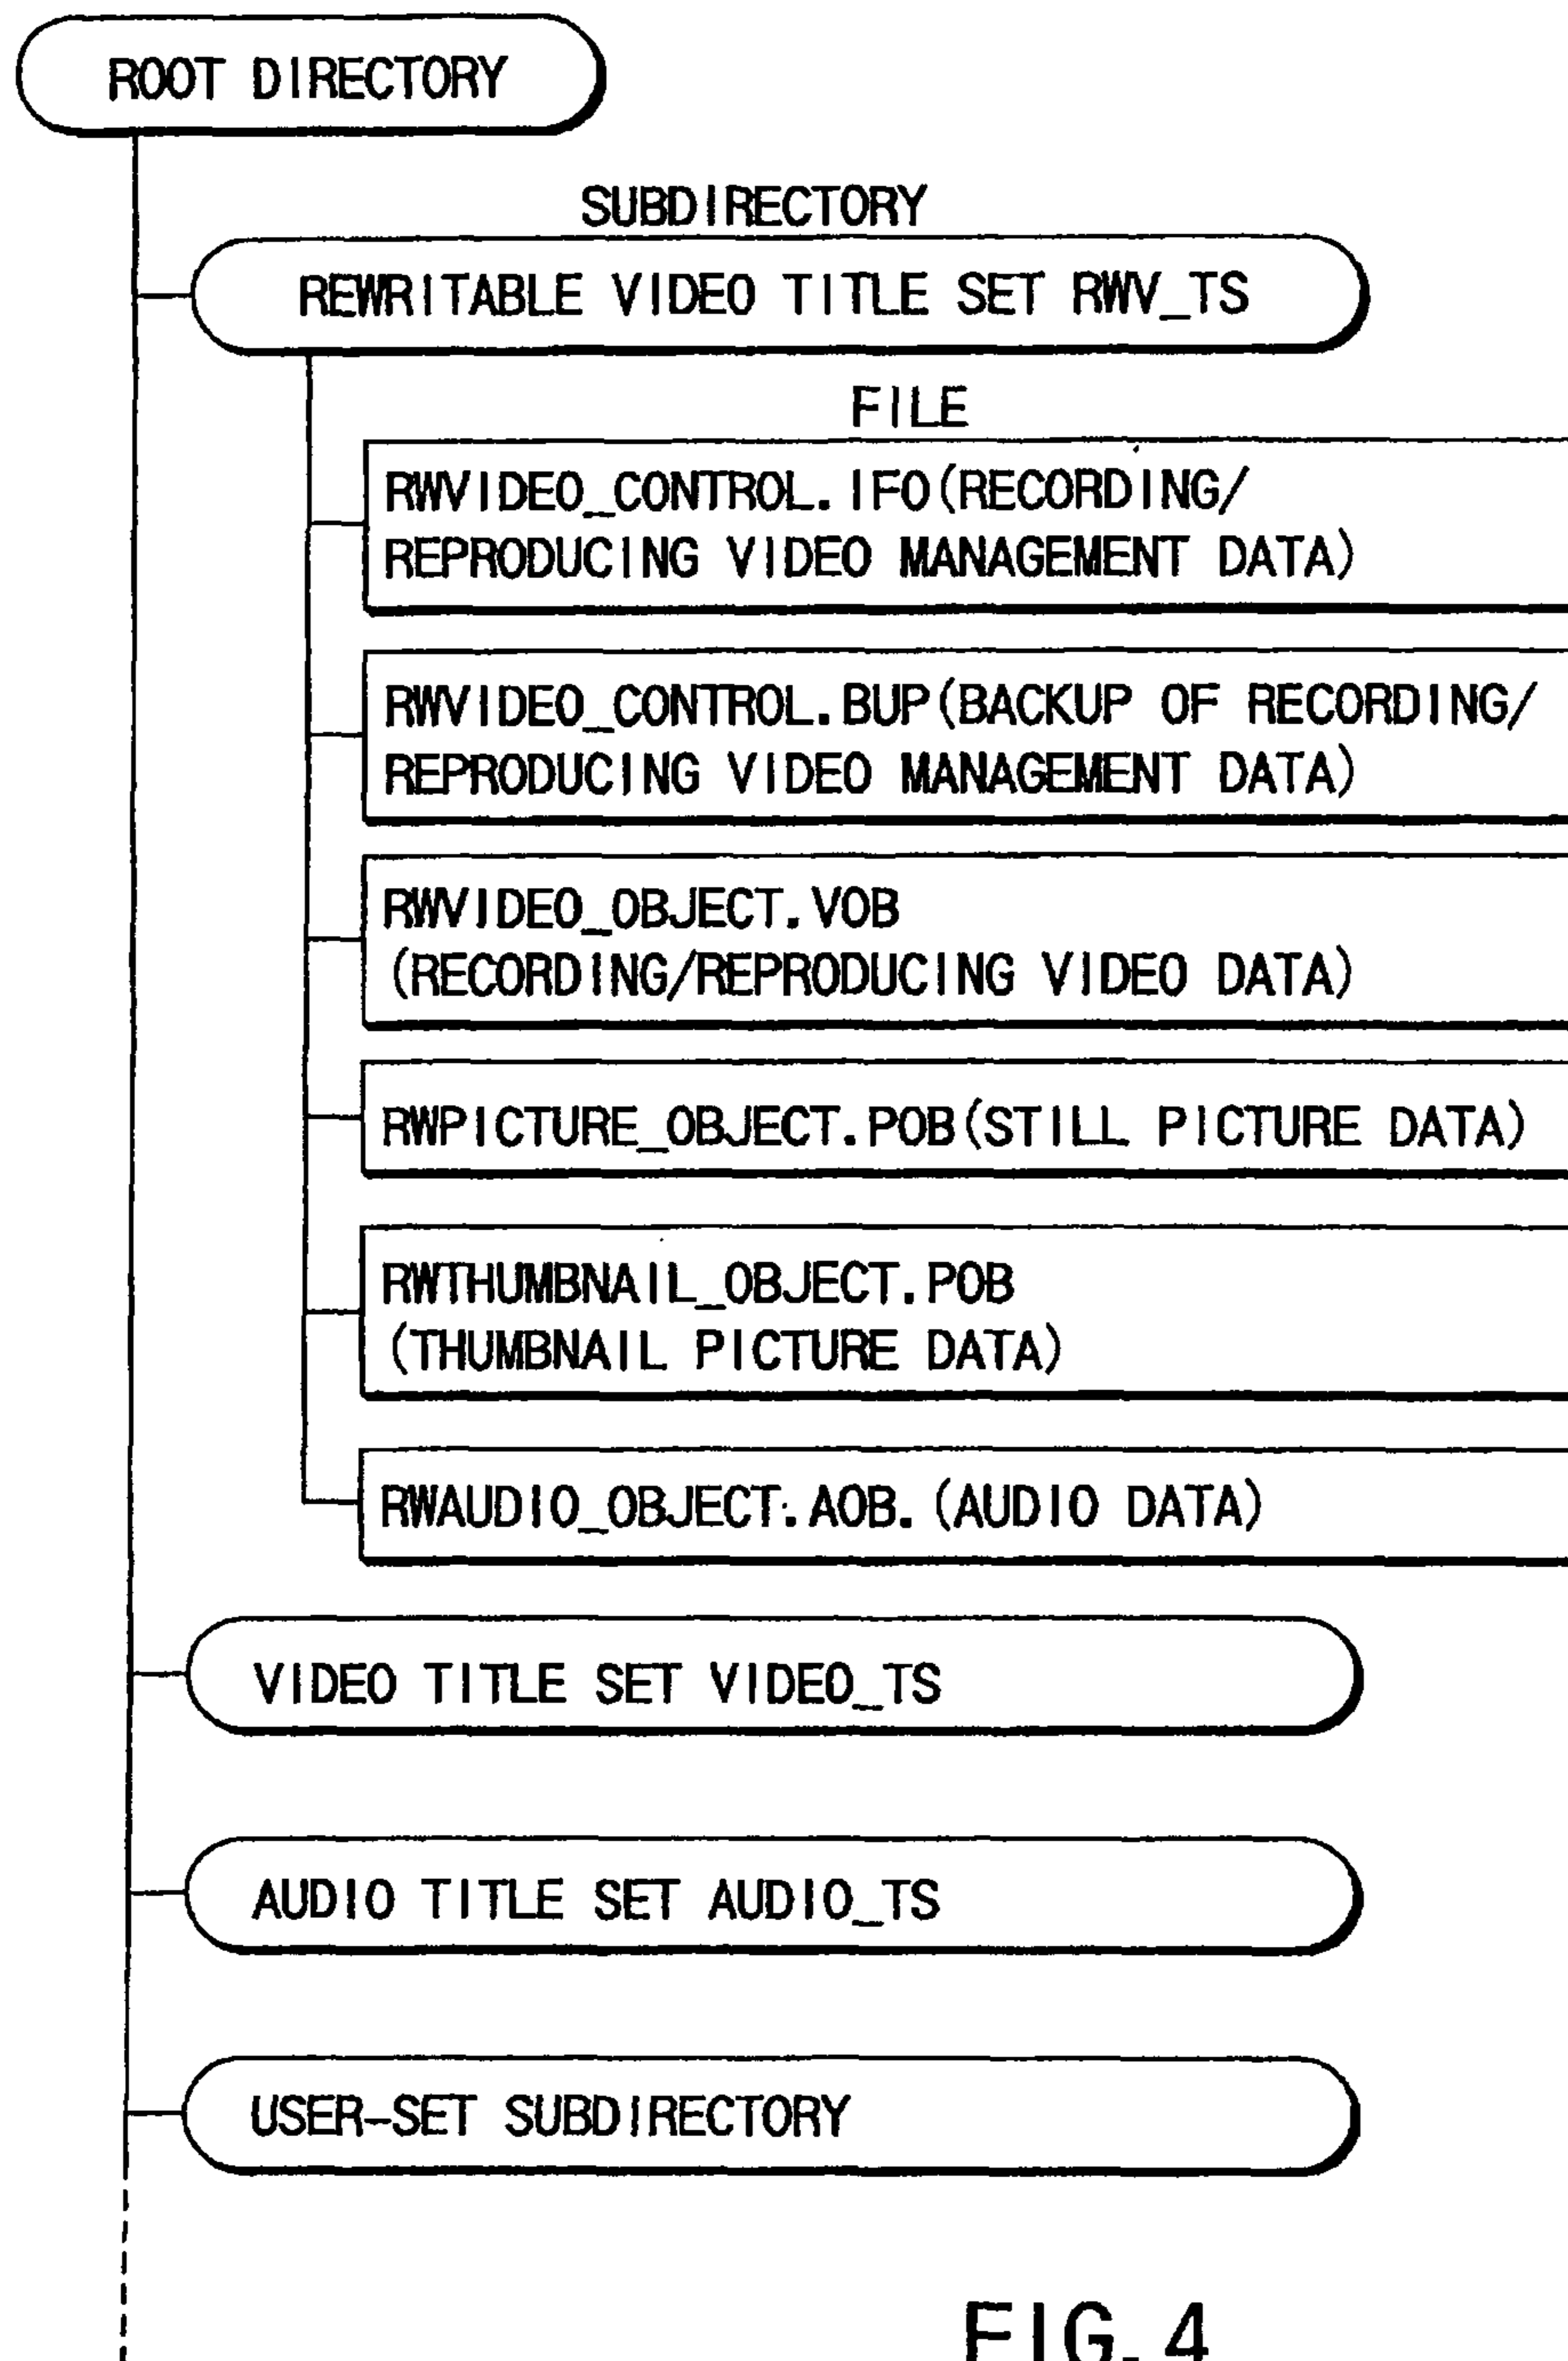 ROOT DIRECTORY
SUBDIRECTORY
REWRITABLE VIDEO TITLE SET RWV_TS
FILE
RWVIDEO_CONTROL.IFO(RECORDING/
REPRODUCING VIDEO MANAGEMENT DATA)
RWVIDEO_CONTROL.BUP(BACKUP OF RECORDING/
REPRODUCING VIDEO MANAGEMENT DATA)
RWVIDEO_OBJECT.VOB
(RECORDING/REPRODUCING VIDEO DATA)
RWPICTURE_OBJECT.POB(STILL PICTURE DATA)
RWTHUMBNAIL_OBJECT.POB
(THUMBNAIL PICTURE DATA)
RWAUDIO_OBJECT.AOB.(AUDIO DATA)
VIDEO TITLE SET VIDEO_TS
AUDIO TITLE SET AUDIO_TS
USER-SET SUBDIRECTORY
FIG.4